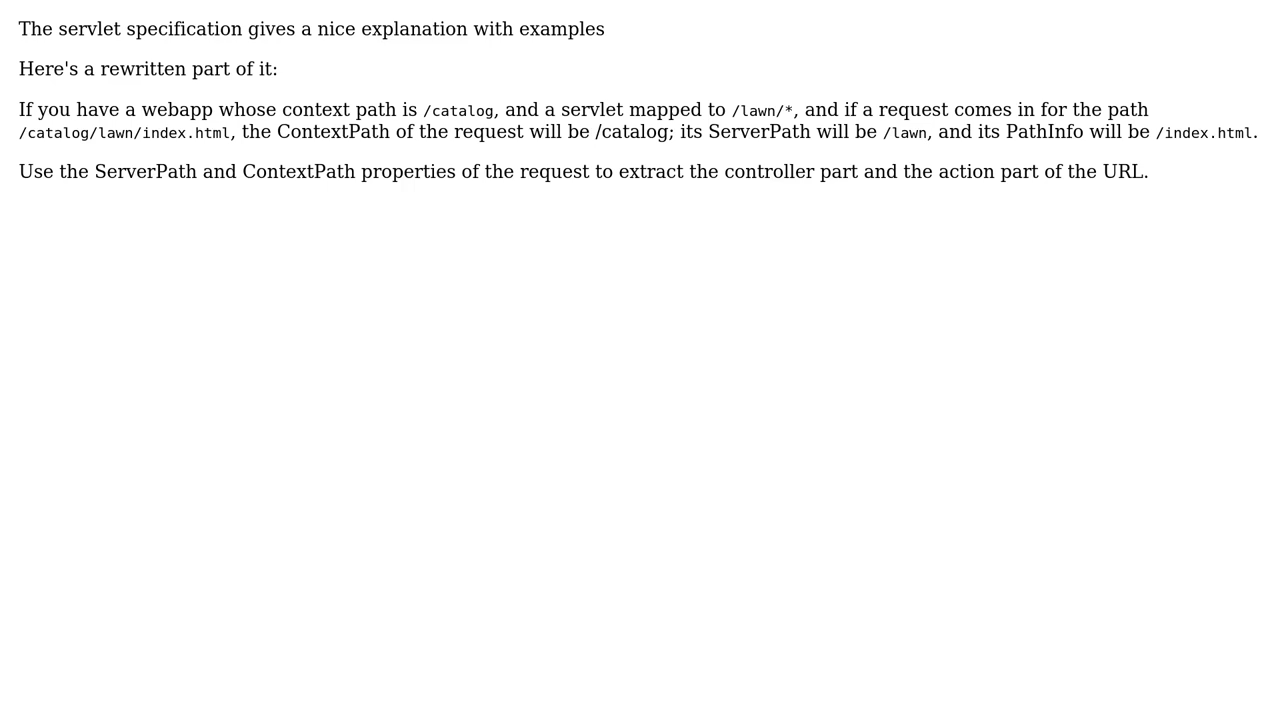 The servlet specification gives a nice explanation with examples
Here's a rewritten part of it:
If you have a webapp whose context path is /catalog, and a servlet mapped to /lawn/*, and if a request comes in for the path
/catalog/lawn/index.html, the ContextPath of the request will be /catalog; its ServerPath will be /lawn, and its PathInfo will be /index.html.
Use the ServerPath and ContextPath properties of the request to extract the controller part and the action part of the URL.